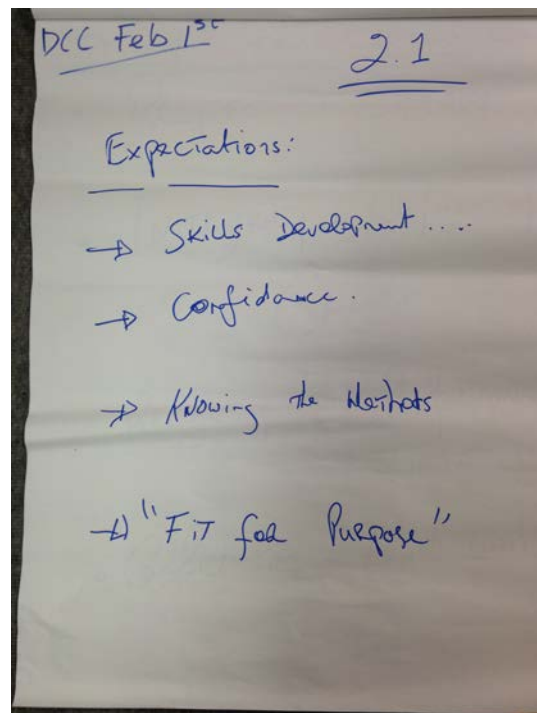 DCC Feb 1st
2.1
Expectations:
→ Skills Development....
→ Confidance.
→ Knowing the Methods
→ "Fit for Purpose"